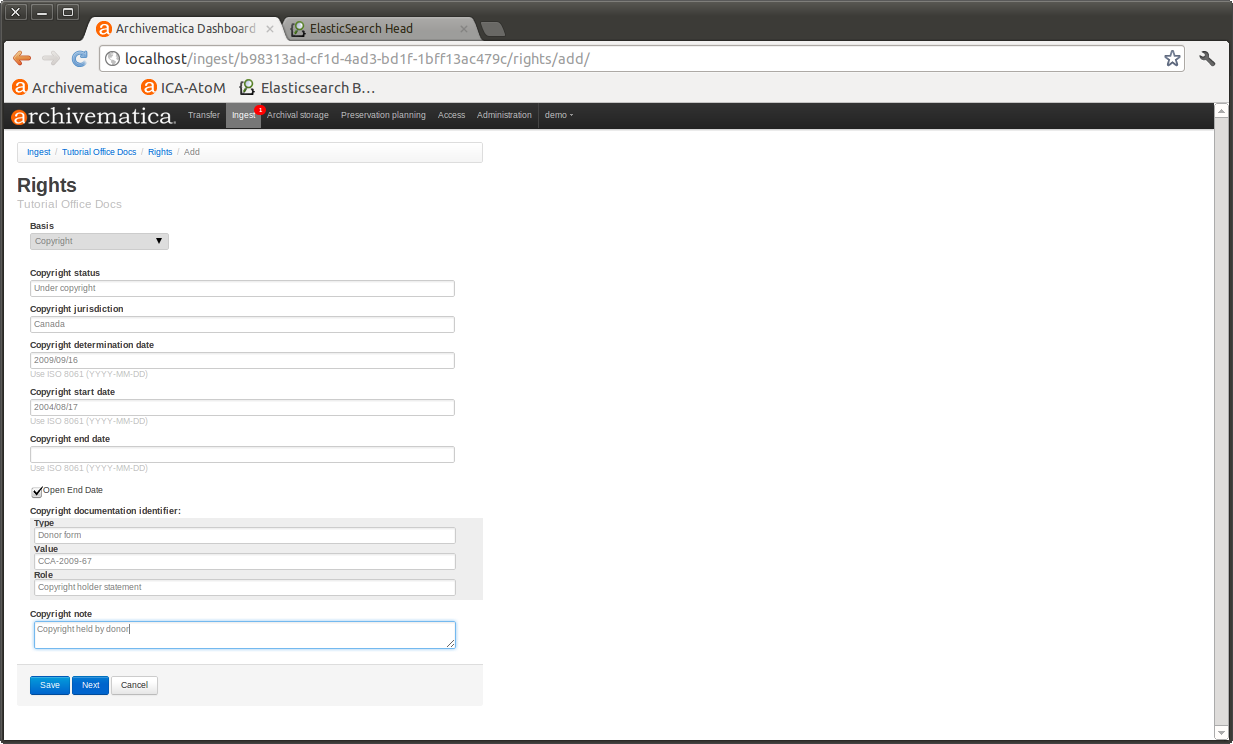 Archivematica Dashboard
ElasticSearch Head
localhost/ingest/b98313ad-cf1d-4ad3-bd1f-1bff13ac479c/rights/add/
Archivematica ICA-AtoM Elasticsearch B...
archivematica. Transfer Ingest 1 Archival storage Preservation planning Access Administration demo
Ingest / Tutorial Office Docs / Rights / Add
Rights
Tutorial Office Docs
Basis
Copyright
Copyright status
Under copyright
Copyright jurisdiction
Canada
Copyright determination date
2009/09/16
Use ISO 8061 (YYYY-MM-DD)
Copyright start date
2004/08/17
Use ISO 8061 (YYYY-MM-DD)
Copyright end date
Use ISO 8061 (YYYY-MM-DD)
Open End Date
Copyright documentation identifier:
Type
Donor form
Value
CCA-2009-67
Role
Copyright holder statement
Copyright note
Copyright held by donor
Save Next Cancel